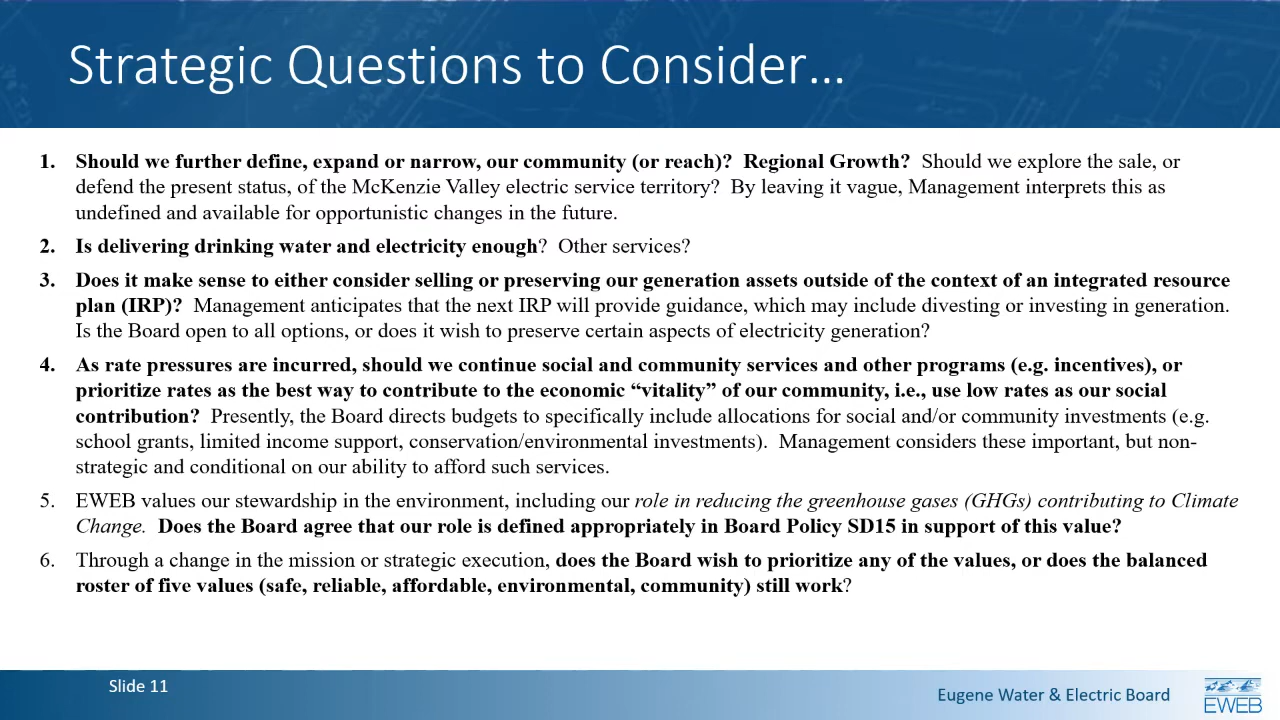 Strategic Questions to Consider…
1. Should we further define, expand or narrow, our community (or reach)?  Regional Growth?  Should we explore the sale, or
defend the present status, of the McKenzie Valley electric service territory?  By leaving it vague, Management interprets this as
undefined and available for opportunistic changes in the future.
2. Is delivering drinking water and electricity enough?  Other services?
3. Does it make sense to either consider selling or preserving our generation assets outside of the context of an integrated resource
plan (IRP)?  Management anticipates that the next IRP will provide guidance, which may include divesting or investing in generation.
Is the Board open to all options, or does it wish to preserve certain aspects of electricity generation?
4. As rate pressures are incurred, should we continue social and community services and other programs (e.g. incentives), or
prioritize rates as the best way to contribute to the economic “vitality” of our community, i.e., use low rates as our social
contribution?  Presently, the Board directs budgets to specifically include allocations for social and/or community investments (e.g.
school grants, limited income support, conservation/environmental investments).  Management considers these important, but non-
strategic and conditional on our ability to afford such services.
5. EWEB values our stewardship in the environment, including our role in reducing the greenhouse gases (GHGs) contributing to Climate
Change.  Does the Board agree that our role is defined appropriately in Board Policy SD15 in support of this value?
6. Through a change in the mission or strategic execution, does the Board wish to prioritize any of the values, or does the balanced
roster of five values (safe, reliable, affordable, environmental, community) still work?
Slide 11
Eugene Water & Electric Board
EWEB